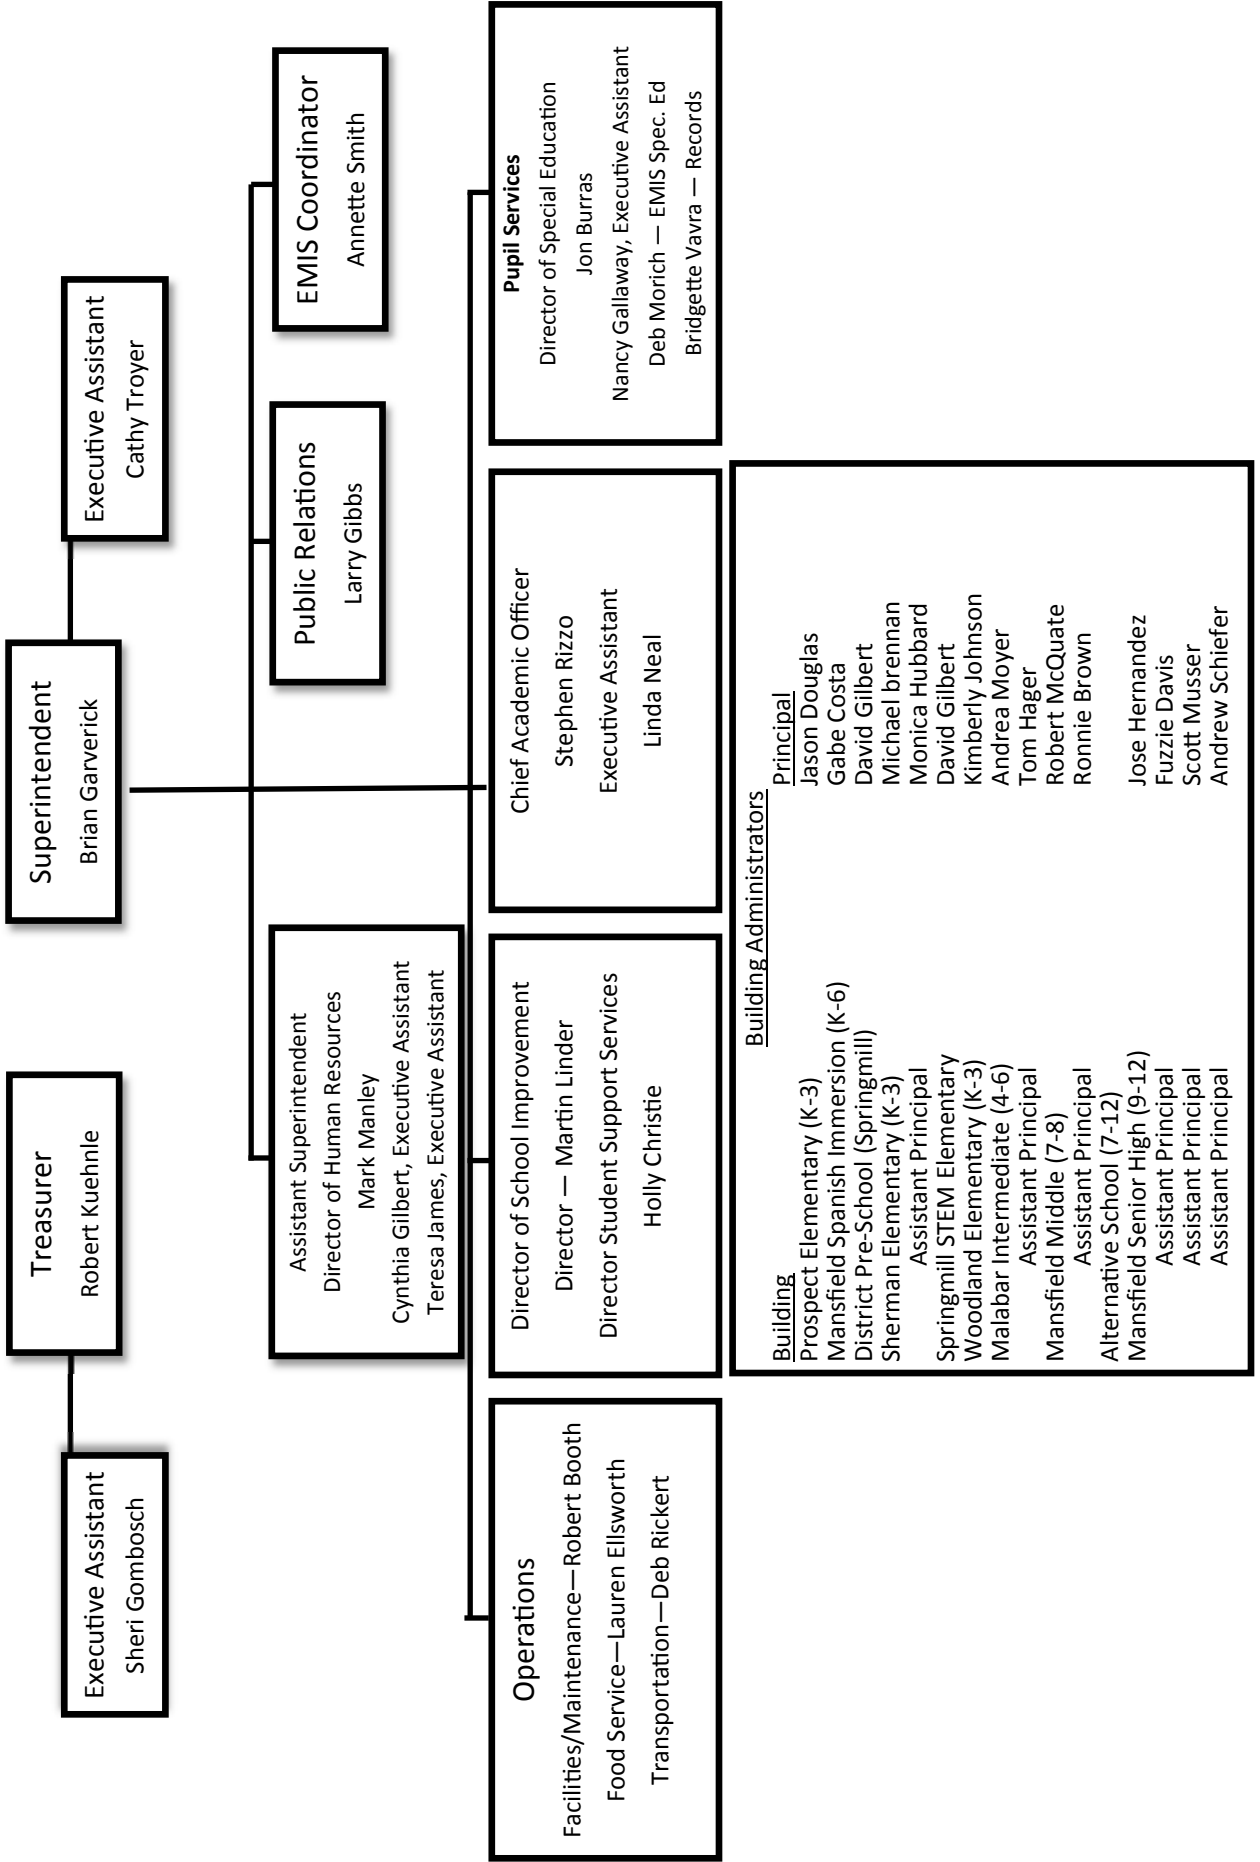 Executive Assistant
Sheri Gombosch
Treasurer
Robert Kuehnle
Superintendent
Brian Garverick
Executive Assistant
Cathy Troyer
Assistant Superintendent
Director of Human Resources
Mark Manley
Cynthia Gilbert, Executive Assistant
Teresa James, Executive Assistant
Public Relations
Larry Gibbs
EMIS Coordinator
Annette Smith
Operations
Facilities/Maintenance—Robert Booth
Food Service—Lauren Ellsworth
Transportation—Deb Rickert
Director of School Improvement
Director — Martin Linder
Director Student Support Services
Holly Christie
Chief Academic Officer
Stephen Rizzo
Executive Assistant
Linda Neal
Pupil Services
Director of Special Education
Jon Burras
Nancy Gallaway, Executive Assistant
Deb Morich — EMIS Spec. Ed
Bridgette Vavra — Records
Building Administrators
Building Principal
Prospect Elementary (K-3) Jason Douglas
Mansfield Spanish Immersion (K-6) Gabe Costa
District Pre-School (Springmill) David Gilbert
Sherman Elementary (K-3) Michael brennan
Assistant Principal Monica Hubbard
Springmill STEM Elementary David Gilbert
Woodland Elementary (K-3) Kimberly Johnson
Malabar Intermediate (4-6) Andrea Moyer
Assistant Principal Tom Hager
Mansfield Middle (7-8) Robert McQuate
Assistant Principal Ronnie Brown
Alternative School (7-12)
Mansfield Senior High (9-12) Jose Hernandez
Assistant Principal Fuzzie Davis
Assistant Principal Scott Musser
Assistant Principal Andrew Schiefer